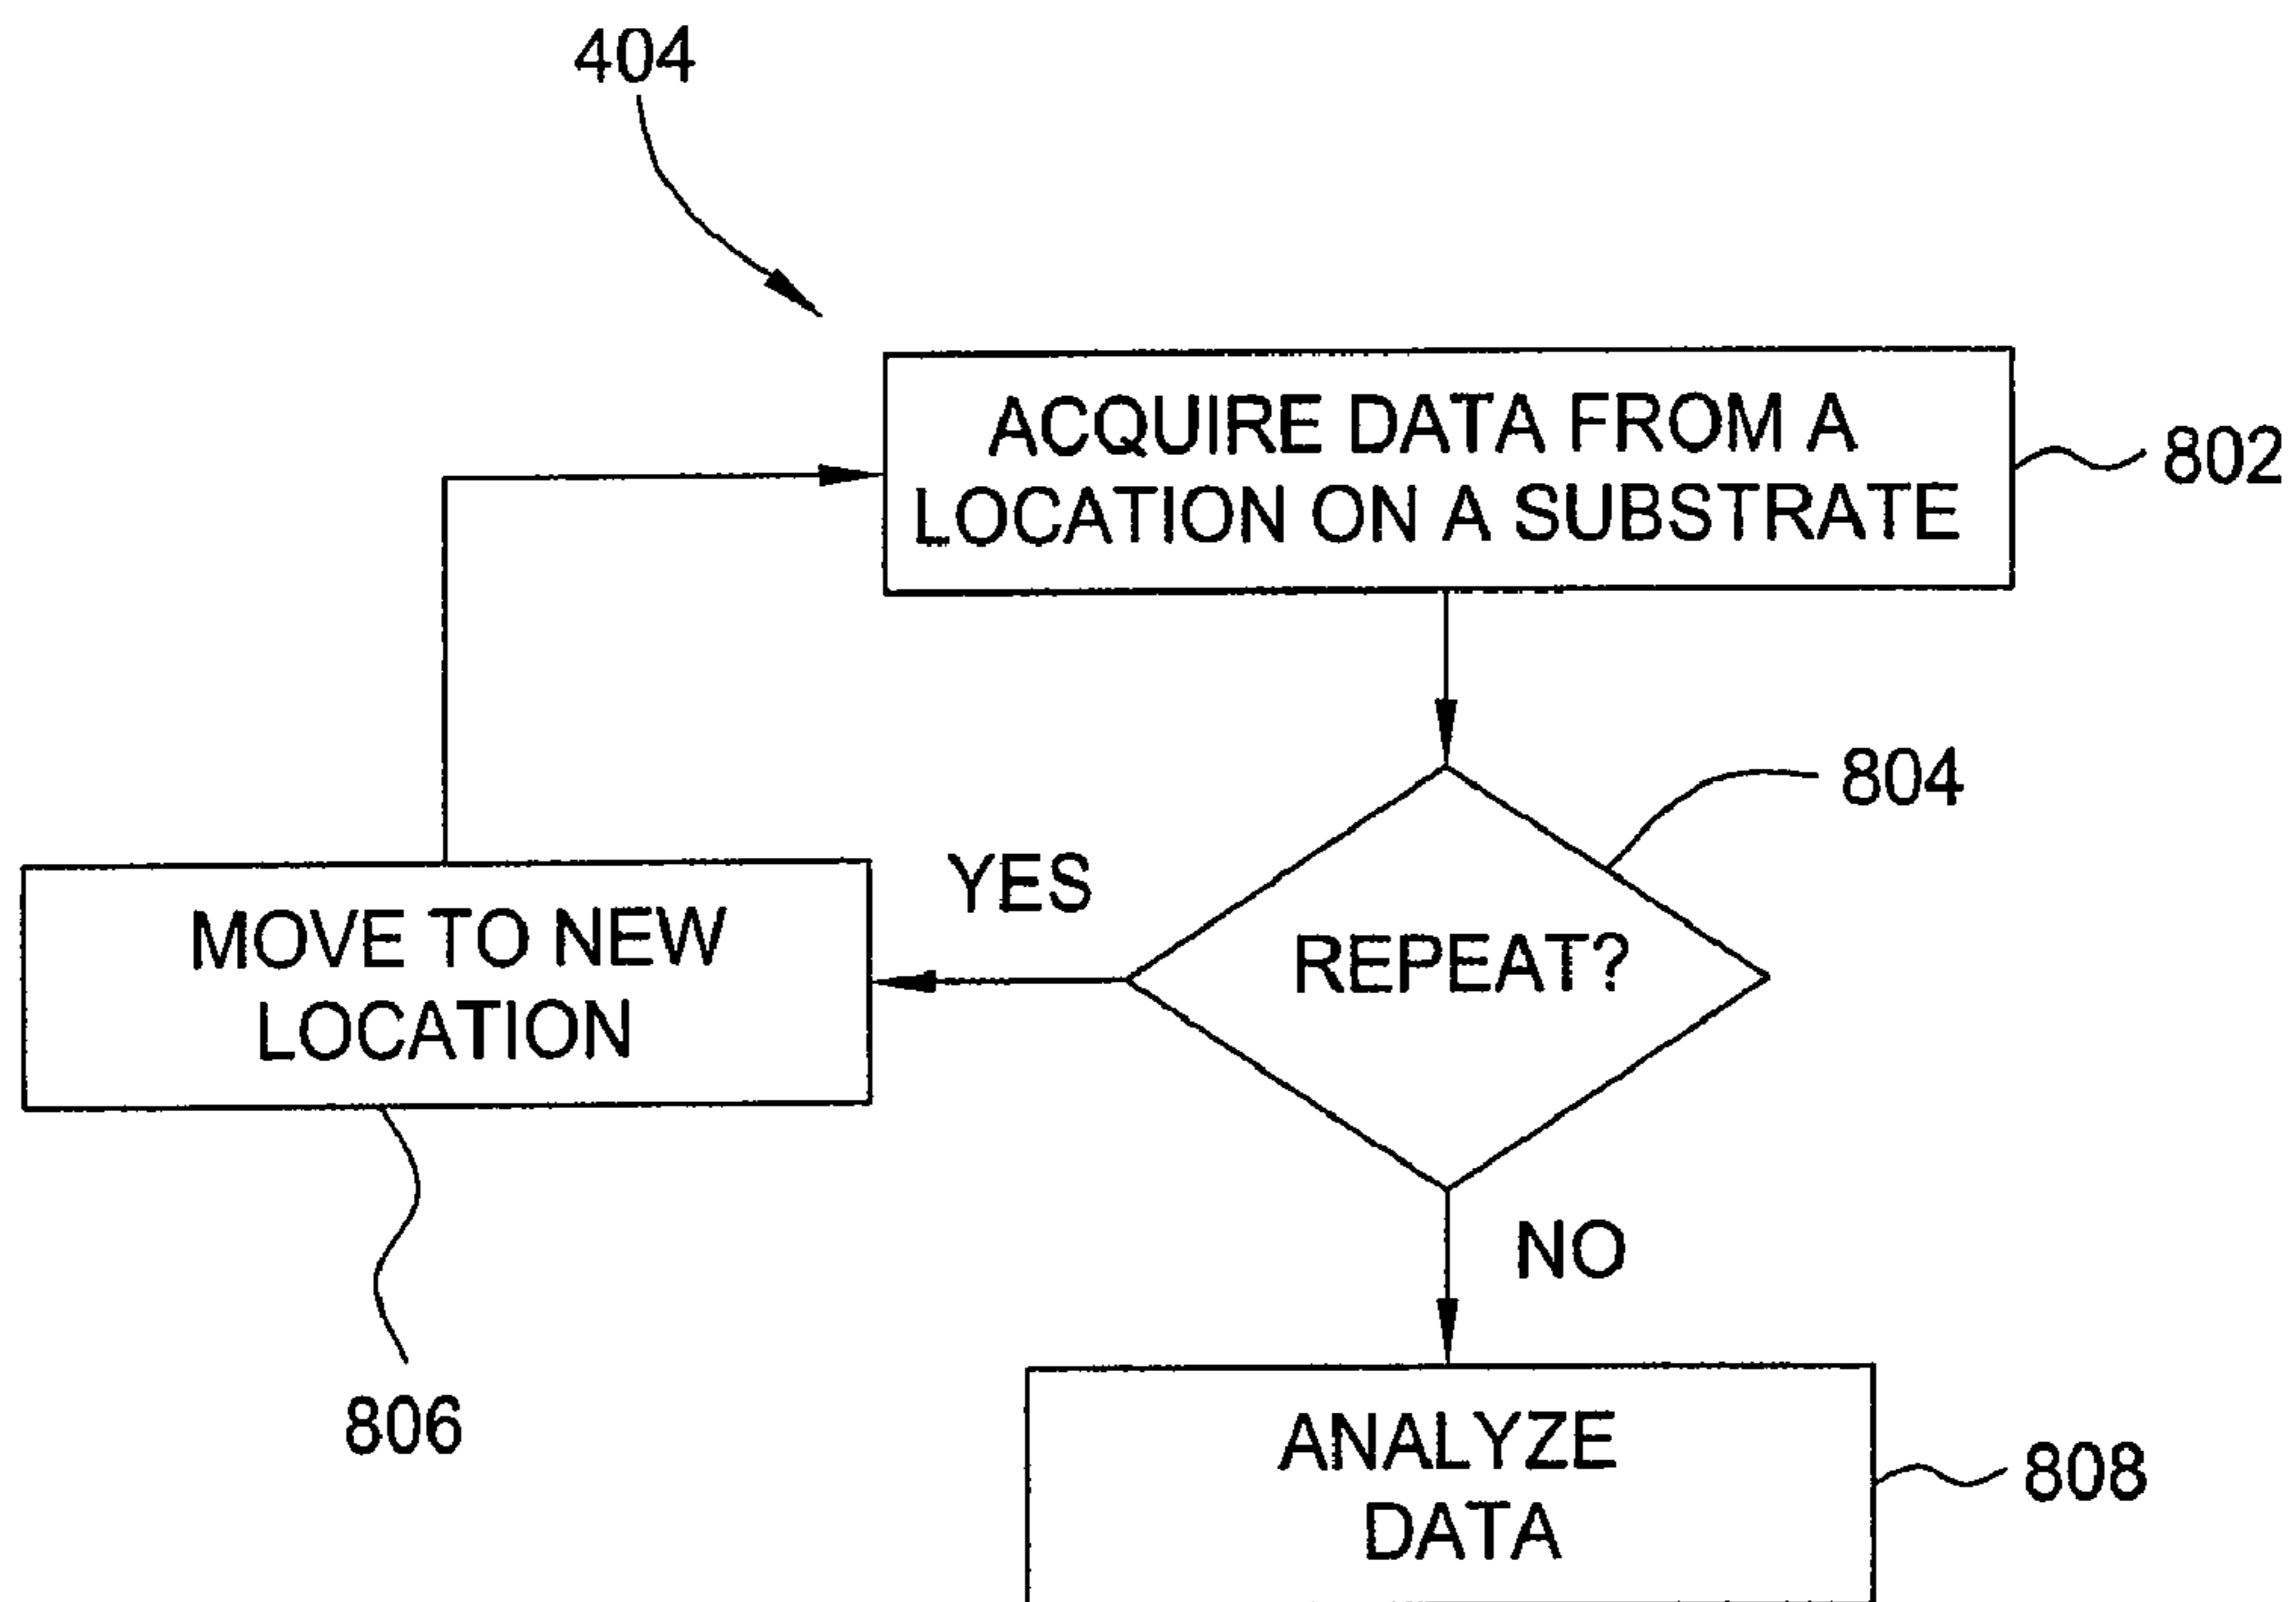 404
ACQUIRE DATA FROM A
LOCATION ON A SUBSTRATE
802
804
YES
REPEAT?
MOVE TO NEW
LOCATION
NO
806
ANALYZE
DATA
808